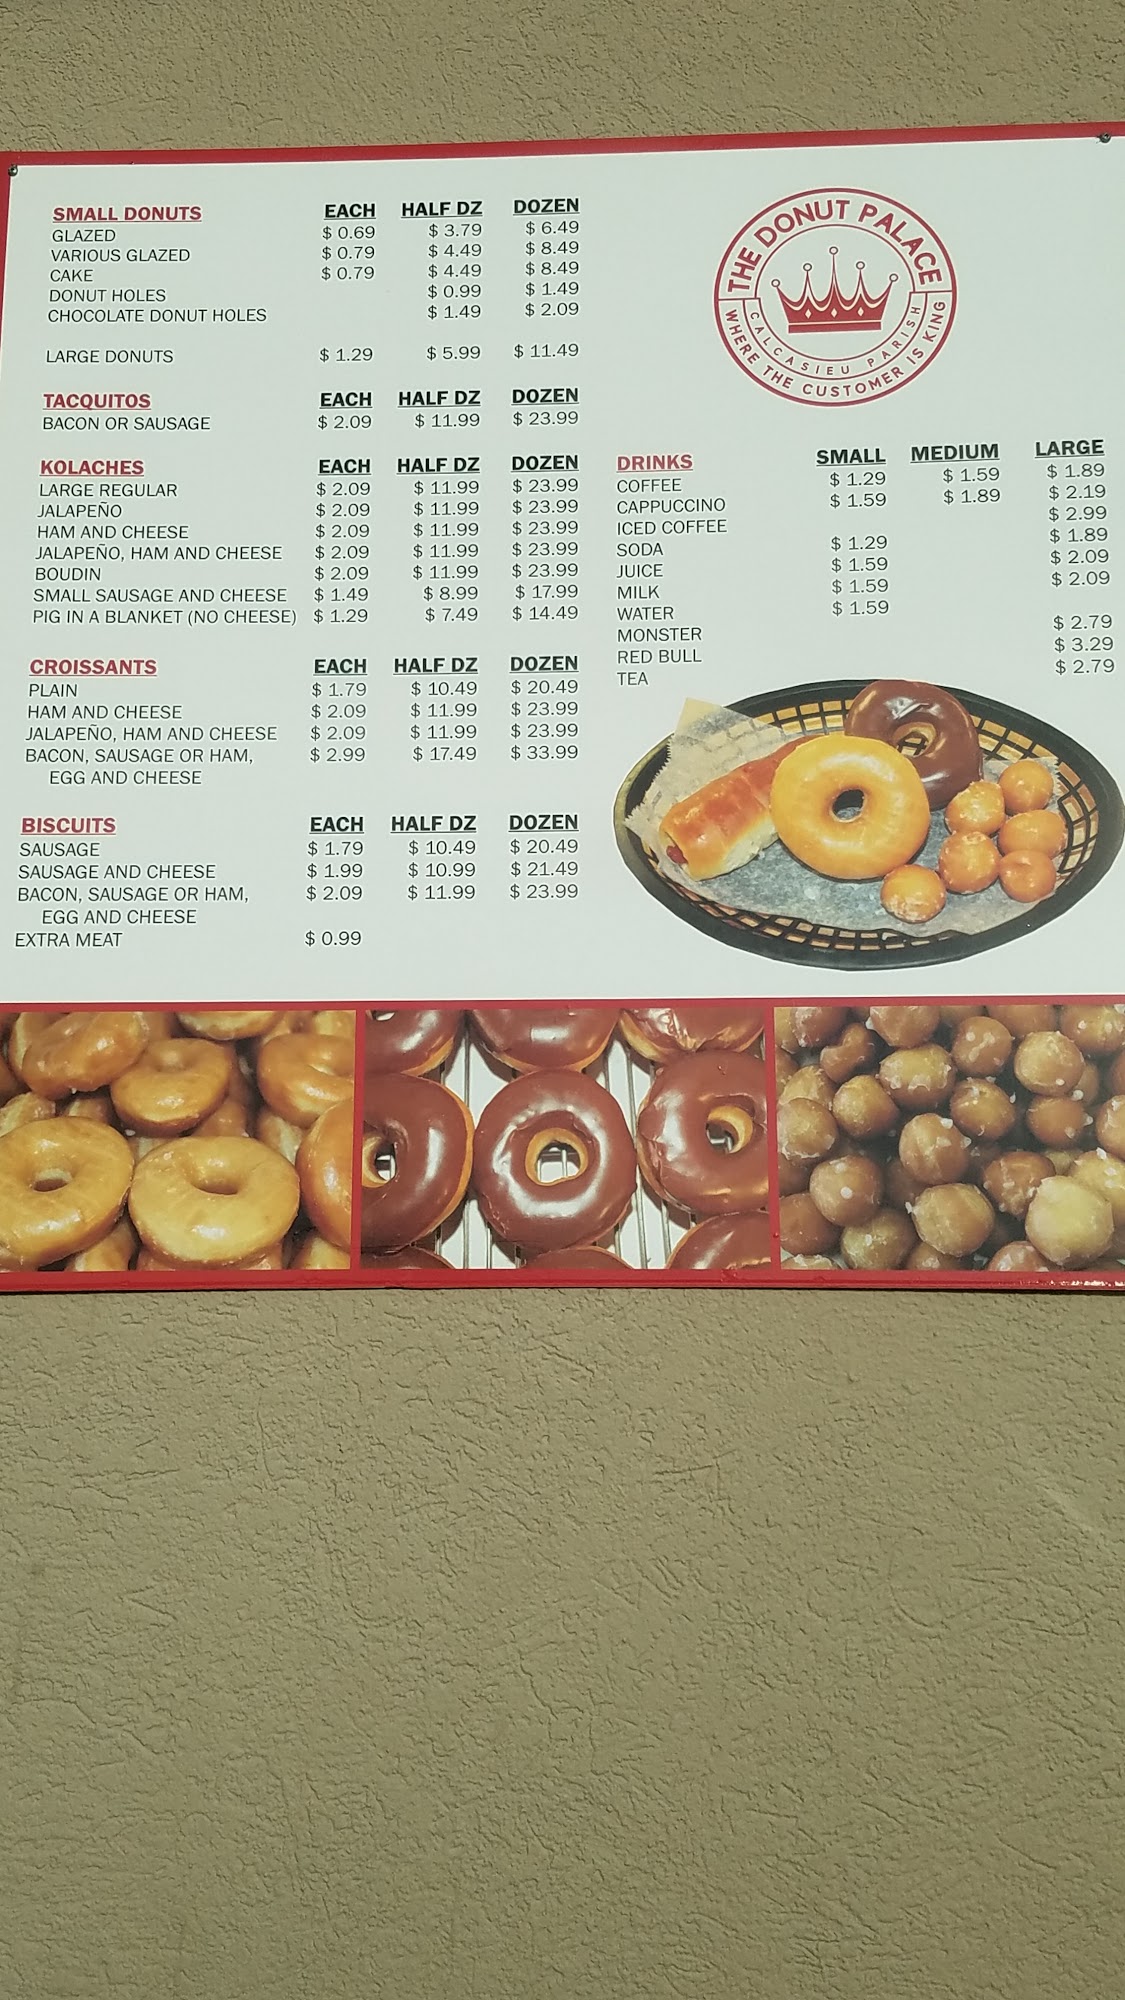 SMALL DONUTS EACH HALF DZ DOZEN
GLAZED $ 0.69 $ 3.79 $ 6.49
VARIOUS GLAZED $ 0.79 $ 4.49 $ 8.49
CAKE $ 0.79 $ 4.49 $ 8.49
DONUT HOLES $ 0.99 $ 1.49
CHOCOLATE DONUT HOLES $ 1.49 $ 2.09
LARGE DONUTS $ 1.29 $ 5.99 $ 11.49
TACQUITOS EACH HALF DZ DOZEN
BACON OR SAUSAGE $ 2.09 $ 11.99 $ 23.99
KOLACHES EACH HALF DZ DOZEN
LARGE REGULAR $ 2.09 $ 11.99 $ 23.99
JALAPEÑO $ 2.09 $ 11.99 $ 23.99
HAM AND CHEESE $ 2.09 $ 11.99 $ 23.99
JALAPEÑO, HAM AND CHEESE $ 2.09 $ 11.99 $ 23.99
BOUDIN $ 2.09 $ 11.99 $ 23.99
SMALL SAUSAGE AND CHEESE $ 1.49 $ 8.99 $ 17.99
PIG IN A BLANKET (NO CHEESE) $ 1.29 $ 7.49 $ 14.49
CROISSANTS EACH HALF DZ DOZEN
PLAIN $ 1.79 $ 10.49 $ 20.49
HAM AND CHEESE $ 2.09 $ 11.99 $ 23.99
JALAPEÑO, HAM AND CHEESE $ 2.09 $ 11.99 $ 23.99
BACON, SAUSAGE OR HAM, $ 2.99 $ 17.49 $ 33.99
EGG AND CHEESE
BISCUITS EACH HALF DZ DOZEN
SAUSAGE $ 1.79 $ 10.49 $ 20.49
SAUSAGE AND CHEESE $ 1.99 $ 10.99 $ 21.49
BACON, SAUSAGE OR HAM, $ 2.09 $ 11.99 $ 23.99
EGG AND CHEESE
EXTRA MEAT $ 0.99
THE DONUT PALACE
CALCASIEU PARISH
WHERE THE CUSTOMER IS KING
DRINKS SMALL MEDIUM LARGE
COFFEE $ 1.29 $ 1.59 $ 1.89
CAPPUCCINO $ 1.59 $ 1.89 $ 2.19
ICED COFFEE $ 2.99
SODA $ 1.29 $ 1.89
JUICE $ 1.59 $ 2.09
MILK $ 1.59 $ 2.09
WATER $ 1.59
MONSTER $ 2.79
RED BULL $ 3.29
TEA $ 2.79